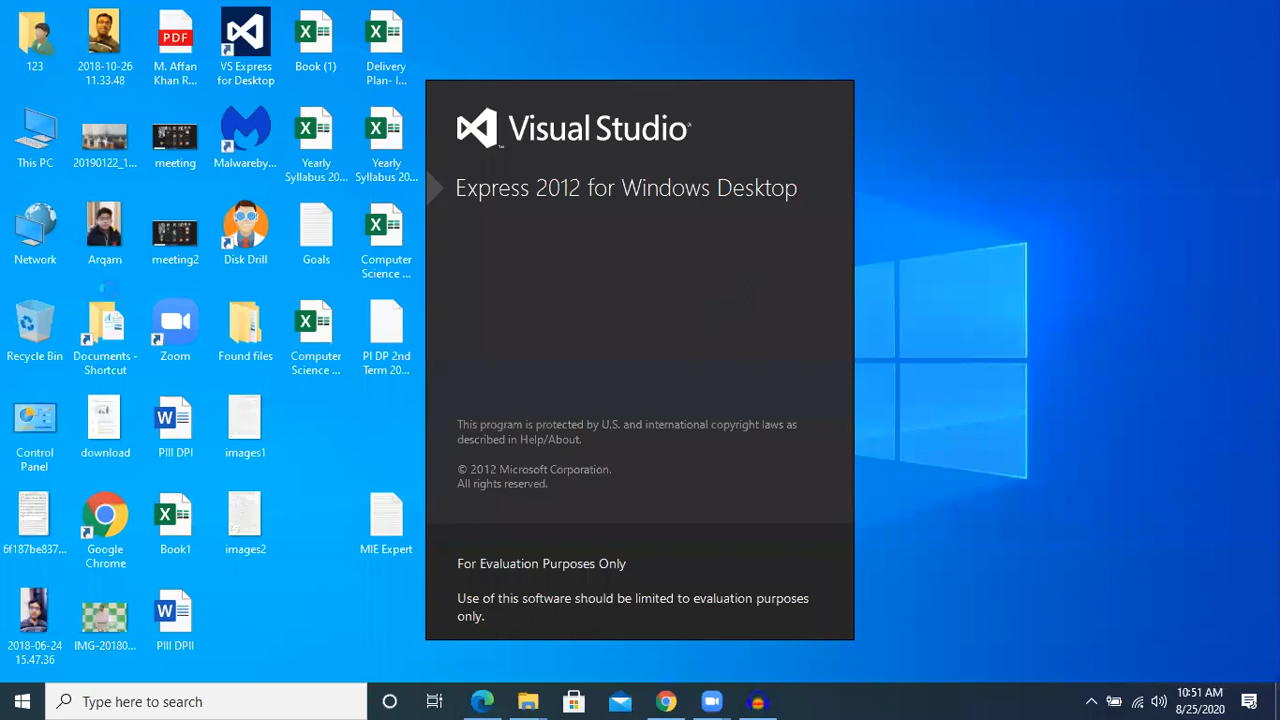 123
2018-10-26
11.33.48
PDF
M. Affan
Khan R...
VS Express
for Desktop
Book (1)
Delivery
Plan- I...
This PC
20190122_1...
meeting
Malwareby...
Yearly
Syllabus 20...
Yearly
Syllabus 20...
Network
Arqam
meeting2
Disk Drill
Goals
Computer
Science ...
Recycle Bin
Documents -
Shortcut
Zoom
Found files
Computer
Science ...
PI DP 2nd
Term 20...
Control
Panel
download
PIII DPI
images1
6f187be837...
Google
Chrome
Book1
images2
MIE Expert
2018-06-24
15.47.36
IMG-20180...
PIII DPII
Visual Studio
Express 2012 for Windows Desktop
This program is protected by U.S. and international copyright laws as
described in Help/About.
© 2012 Microsoft Corporation.
All rights reserved.
For Evaluation Purposes Only
Use of this software should be limited to evaluation purposes
only.
Type here to search
10:51 AM
8/25/2020